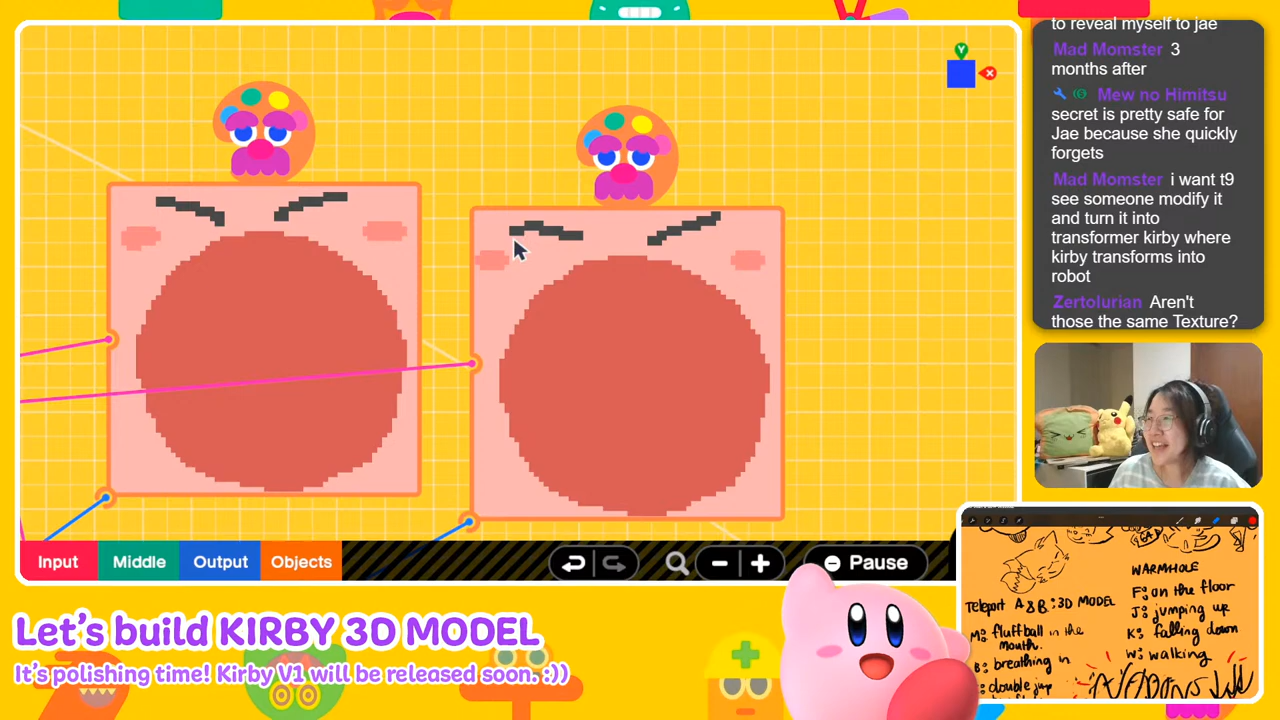 to reveal myself to jae
Mad Momster 3
months after
Mew no Himitsu
secret is pretty safe for
Jae because she quickly
forgets
Mad Momster i want t9
see someone modify it
and turn it into
transformer kirby where
kirby transforms into
robot
Zertolurian Aren't
those the same Texture?
Y
X
Input Middle Output Objects
Pause
Let's build KIRBY 3D MODEL
It's polishing time! Kirby V1 will be released soon. :))
Teleport A&B: 3D MODEL
M: fluffball in the
mouth.
B: breathing in
: double jump
WARMHOLE
F: on the floor
J: jumping up
K: falling down
W: walking